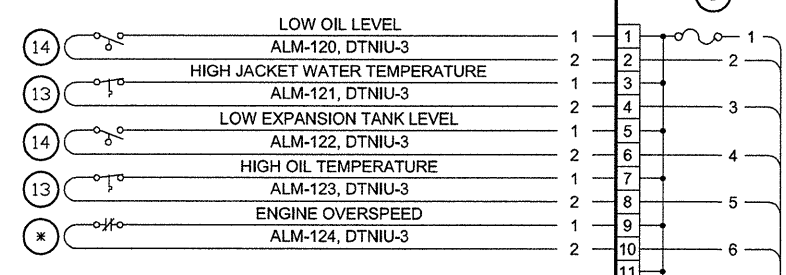 LOW OIL LEVEL
14 ALM-120, DTNIU-3 1 1 1
2 2 2
HIGH JACKET WATER TEMPERATURE
13 ALM-121, DTNIU-3 1 3
2 4 3
LOW EXPANSION TANK LEVEL
14 ALM-122, DTNIU-3 1 5
2 6 4
HIGH OIL TEMPERATURE
13 ALM-123, DTNIU-3 1 7
2 8 5
ENGINE OVERSPEED
* ALM-124, DTNIU-3 1 9
2 10 6
11